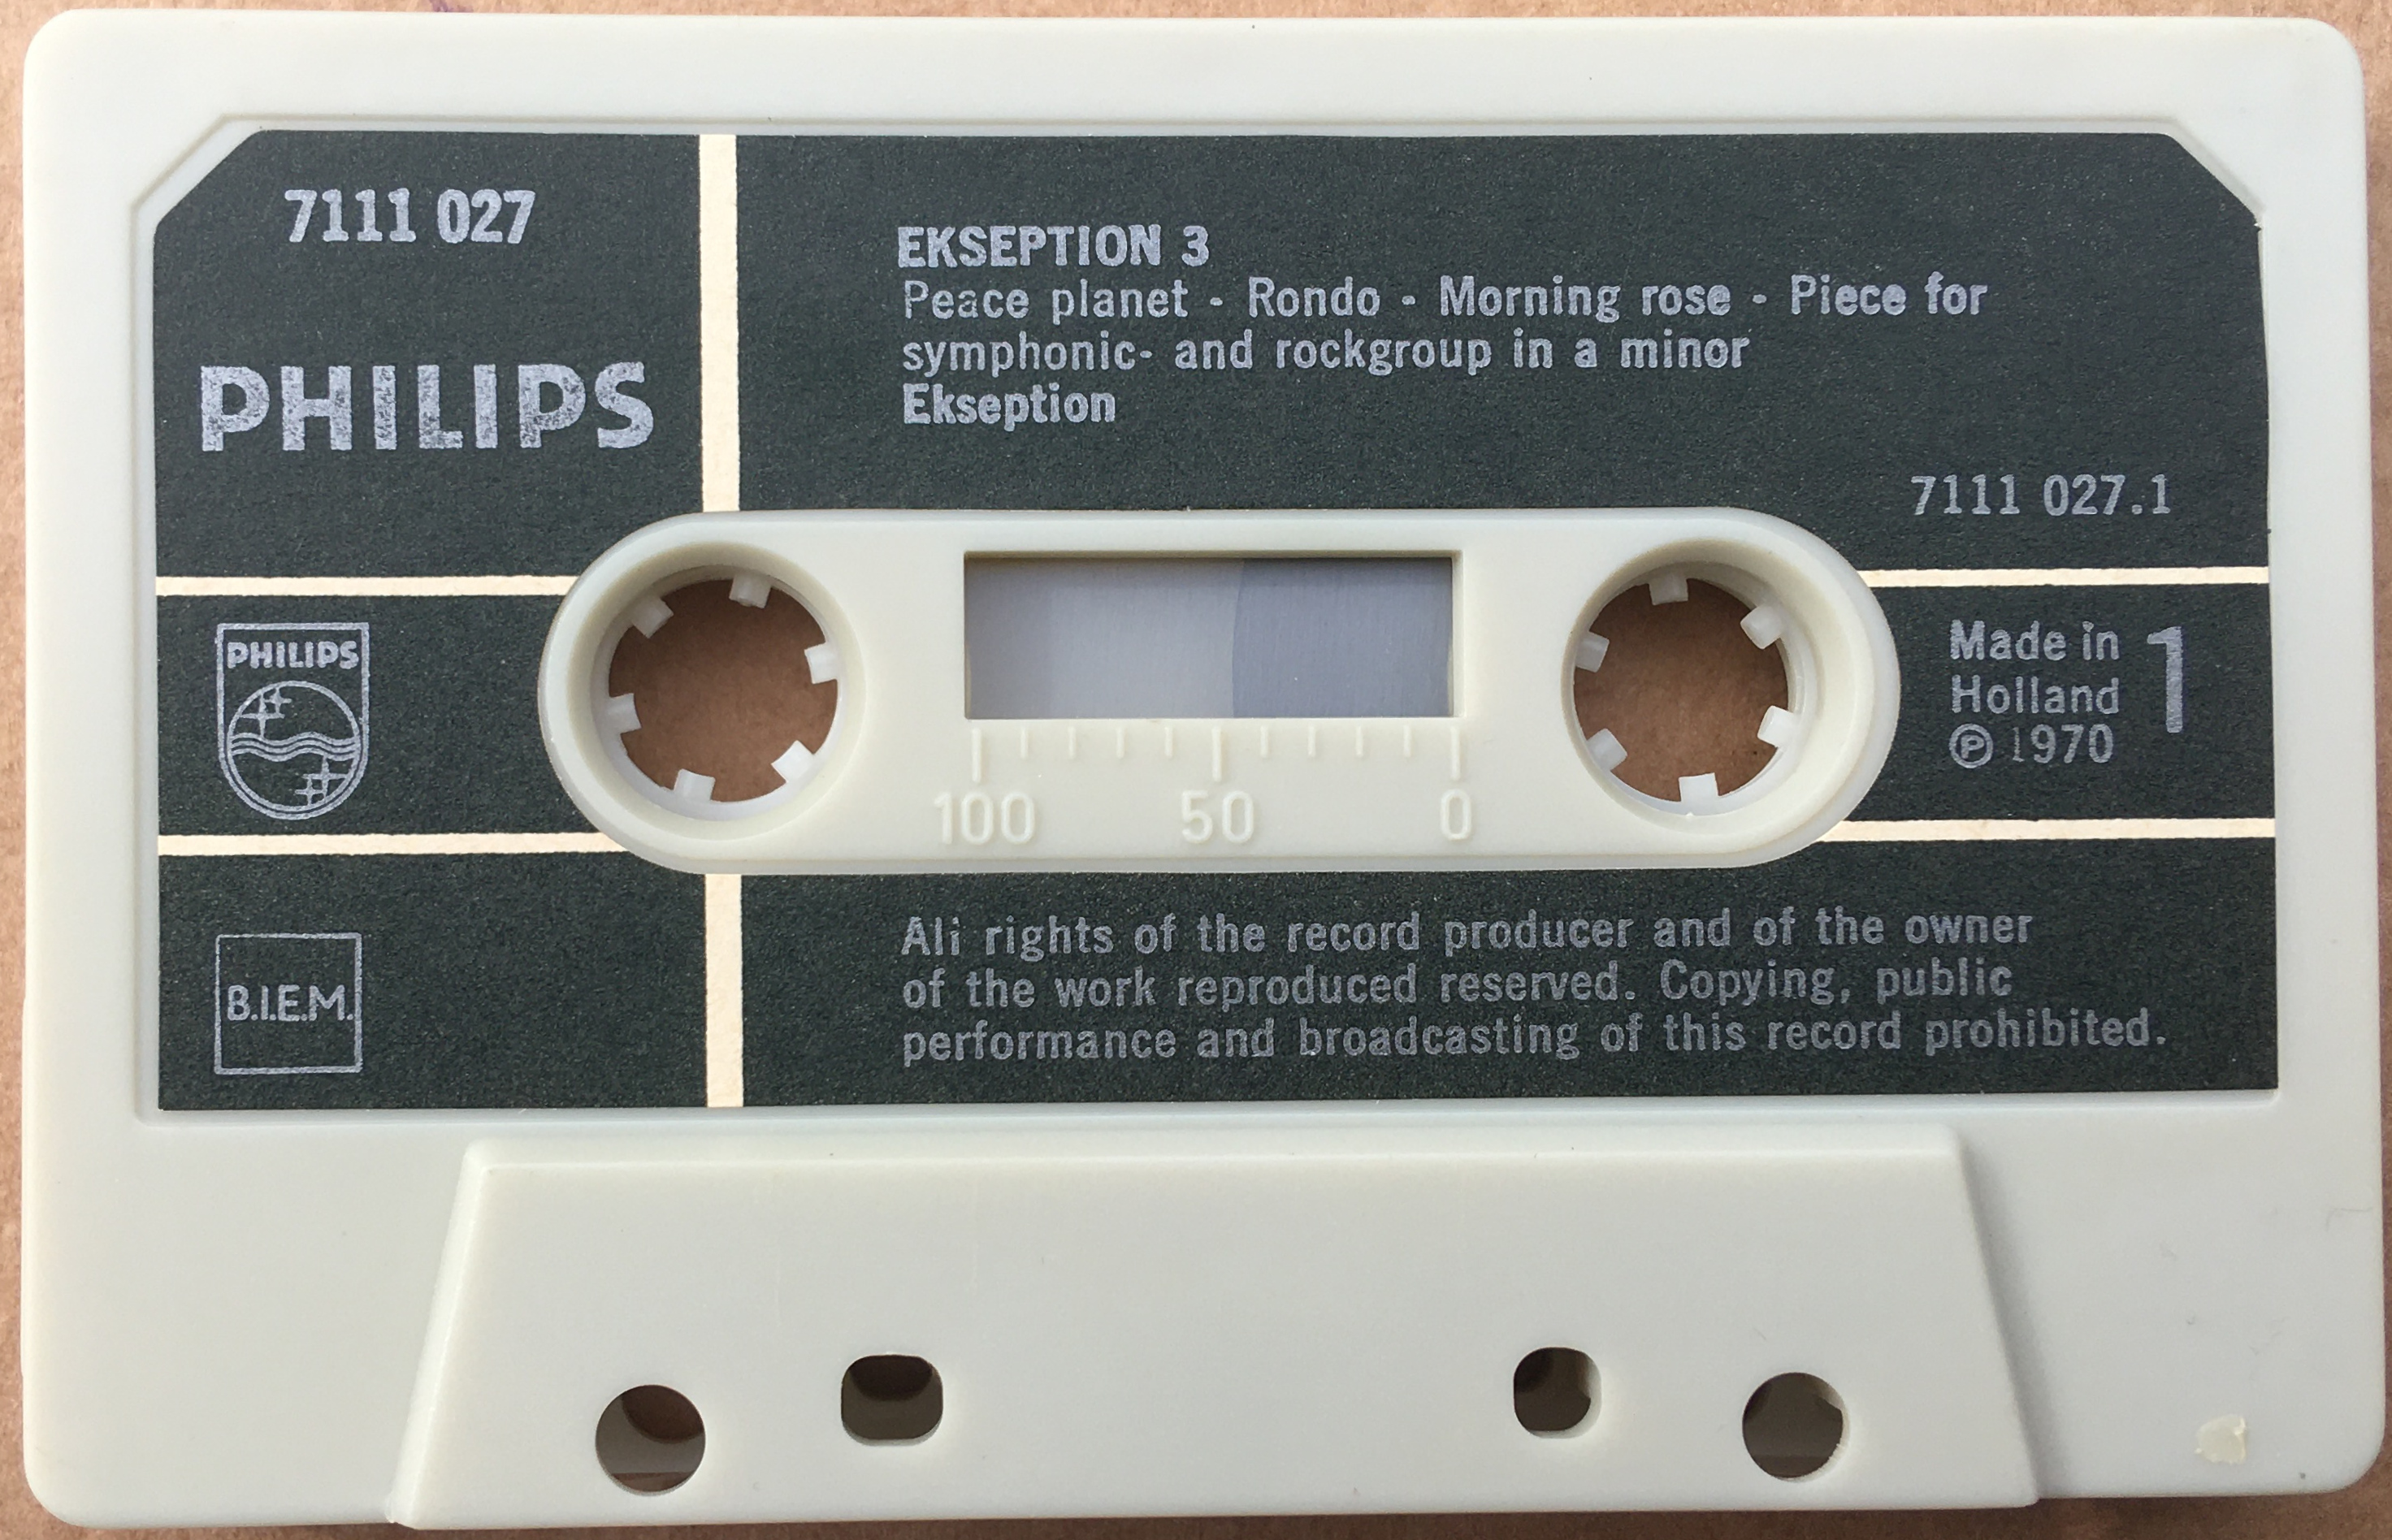 7111 027
PHILIPS
EKSEPTION 3
Peace planet - Rondo - Morning rose - Piece for
symphonic- and rockgroup in a minor
Ekseption
7111 027.1
PHILIPS
Made in
Holland
℗ 1970
1
100 50 0
B.I.E.M.
All rights of the record producer and of the owner
of the work reproduced reserved. Copying, public
performance and broadcasting of this record prohibited.